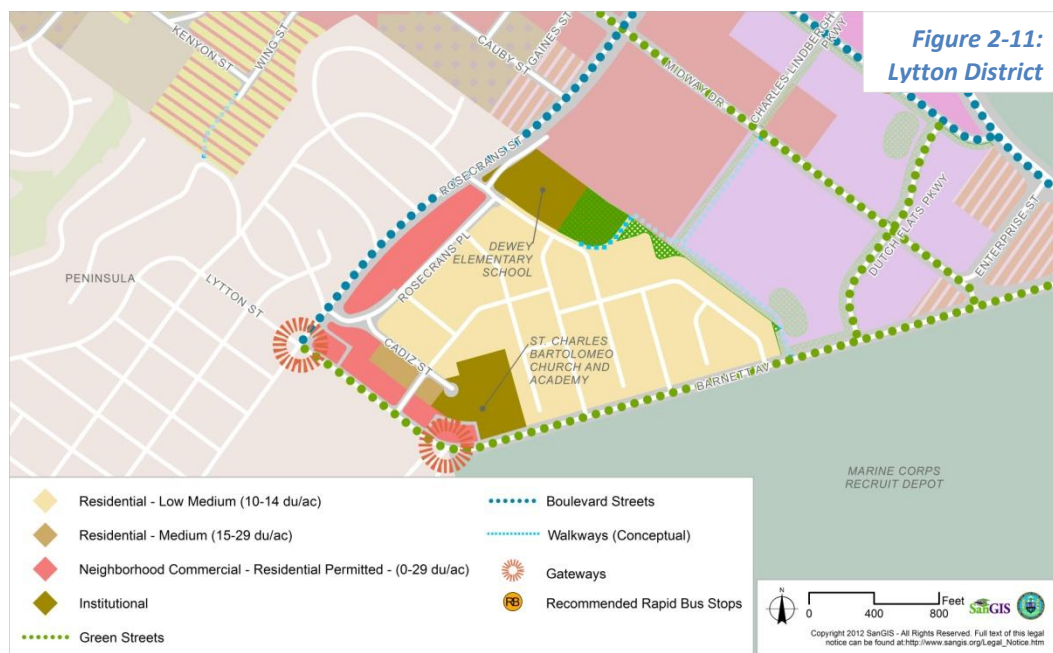 Figure 2-11:
Lytton District
KENYON ST
WING ST
CAUBY ST
GAINES ST
MIDWAY DR
CHARLES LINDBERGH
PKWY
ROSECRANS ST
DUTCH FLATS PKWY
ENTERPRISE ST
DEWEY
ELEMENTARY
SCHOOL
ROSECRANS PL
PENINSULA
LYTTON ST
CADIZ ST
ST. CHARLES
BARTOLOMEO
CHURCH AND
ACADEMY
BARNETT AV
MARINE CORPS
RECRUIT DEPOT
Residential - Low Medium (10-14 du/ac)
Residential - Medium (15-29 du/ac)
Neighborhood Commercial - Residential Permitted - (0-29 du/ac)
Institutional
Green Streets
Boulevard Streets
Walkways (Conceptual)
Gateways
RB Recommended Rapid Bus Stops
N
0 400 800 Feet
SanGIS
Copyright 2012 SanGIS - All Rights Reserved. Full text of this legal
notice can be found at:http://www.sangis.org/Legal_Notice.htm